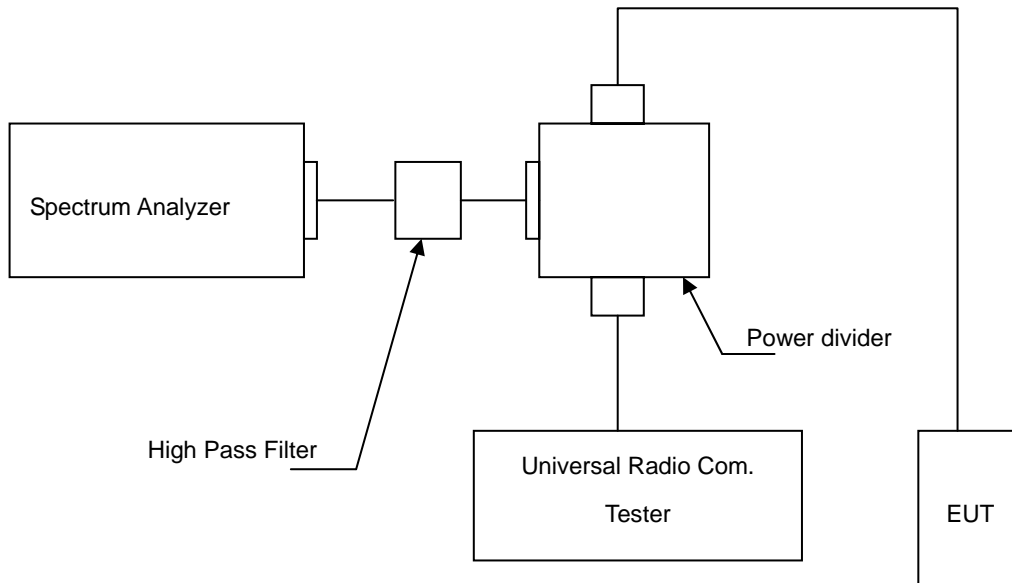 Spectrum Analyzer
Power divider
High Pass Filter
Universal Radio Com.
Tester
EUT